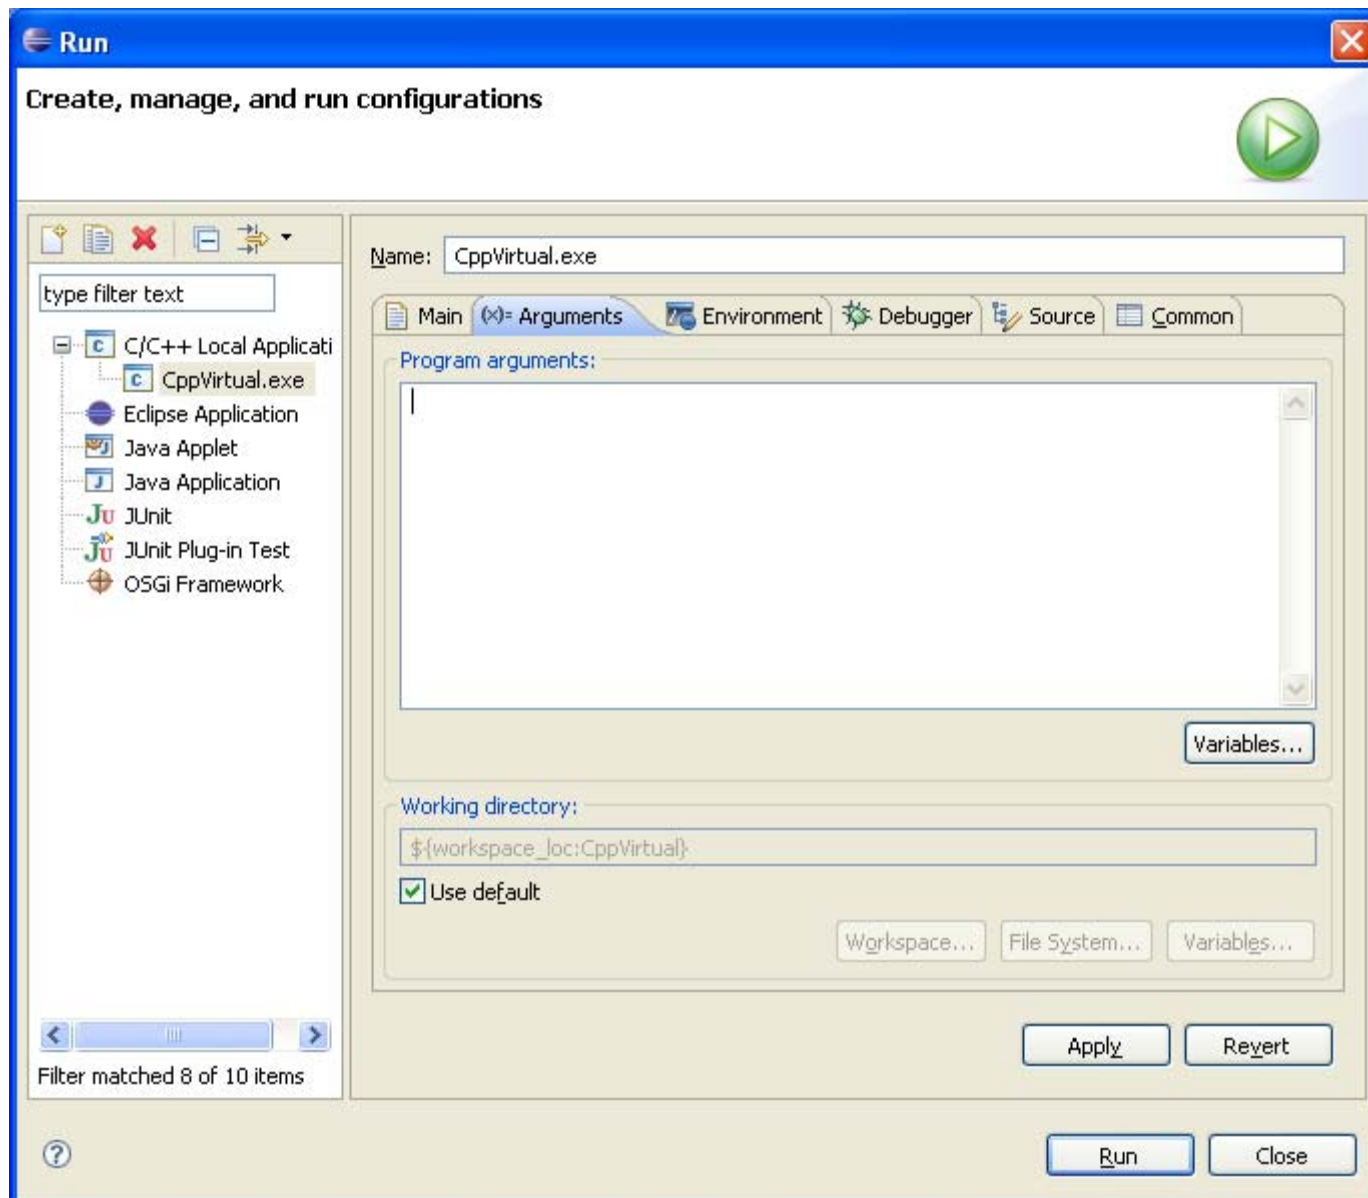 Run
Create, manage, and run configurations
type filter text
C/C++ Local Applicati
CppVirtual.exe
Eclipse Application
Java Applet
Java Application
JUnit
JUnit Plug-in Test
OSGi Framework
Filter matched 8 of 10 items
Name: CppVirtual.exe
Main (x)= Arguments Environment Debugger Source Common
Program arguments:
Variables...
Working directory:
${workspace_loc:CppVirtual}
Use default
Workspace... File System... Variables...
Apply Revert
Run Close